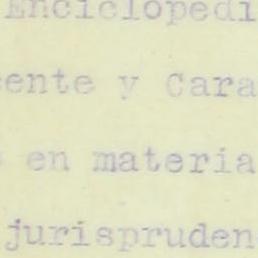 Enciclopedi
ente y Cara
en materia
jurispruden